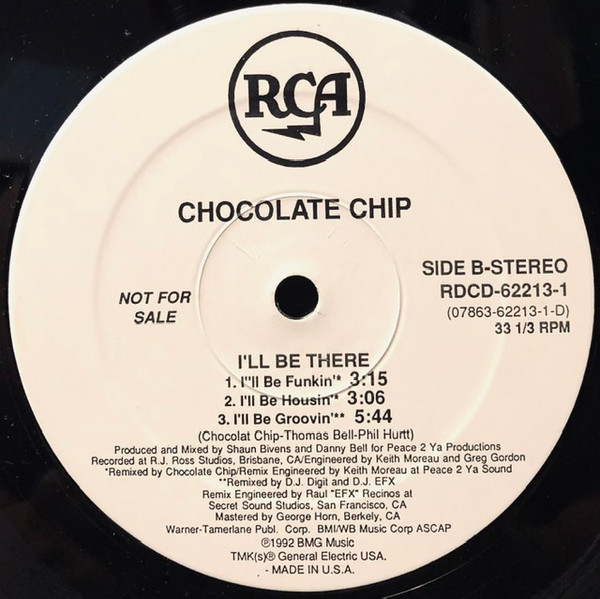 RCA
CHOCOLATE CHIP
NOT FOR
SALE
SIDE B-STEREO
RDCD-62213-1
(07863-62213-1-D)
33 1/3 RPM
I'LL BE THERE
1. I"ll Be Funkin'* 3:15
2. I'll Be Housin'* 3:06
3. I'll Be Groovin'** 5:44
(Chocolat Chip-Thomas Bell-Phil Hurtt)
Produced and Mixed by Shaun Bivens and Danny Bell for Peace 2 Ya Productions
Recorded at R.J. Ross Studios, Brisbane, CA/Engineered by Keith Moreau and Greg Gordon
*Remixed by Chocolate Chip/Remix Engineered by Keith Moreau at Peace 2 Ya Sound
**Remixed by D.J. Digit and D.J. EFX
Remix Engineered by Raul "EFX" Recinos at
Secret Sound Studios, San Francisco, CA
Mastered by George Horn, Berkely, CA
Warner-Tamerlane Publ. Corp. BMI/WB Music Corp ASCAP
℗1992 BMG Music
TMK(s)® General Electric USA.
- MADE IN U.S.A.